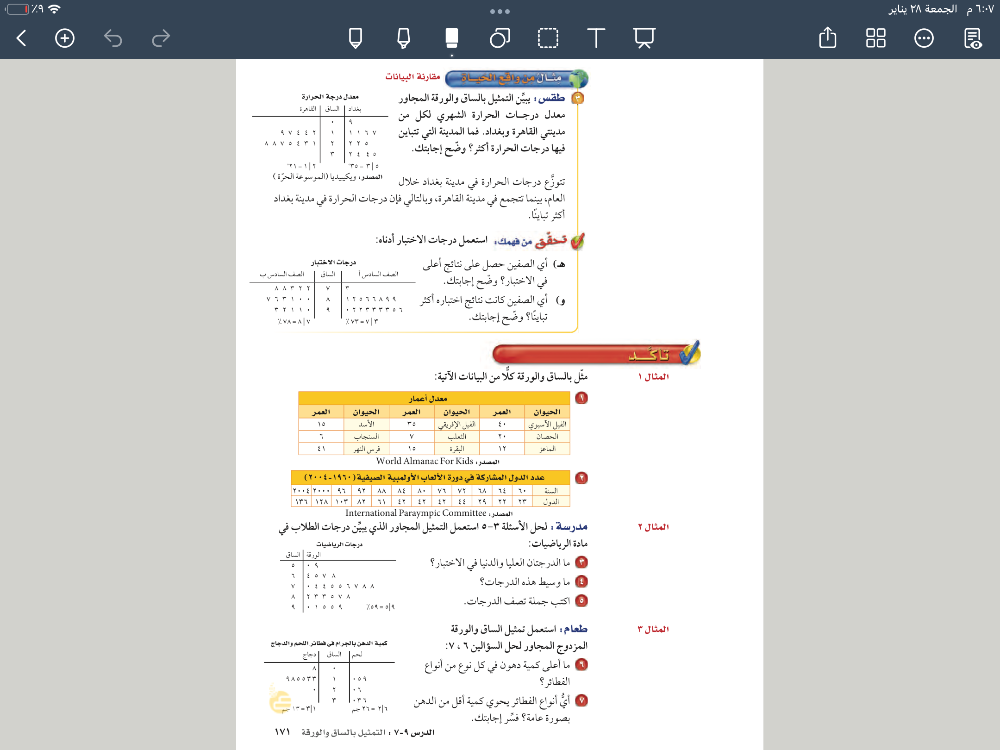 ٦:٠٧ م الجمعة ٢٨ يناير
٪٩
مثال من واقع الحياة مقارنة البيانات
٣ طقس: يبيِّن التمثيل بالساق والورقة المجاور
معدل درجات الحرارة الشهري لكل من
مدينتي القاهرة وبغداد. فما المدينة التي تتباين
فيها درجات الحرارة أكثر؟ وضّح إجابتك.
معدل درجة الحرارة
بغداد | الساق | القاهرة
٩ | ٠ |
١ ١ ٦ ٧ | ١ | ٩ ٧ ٤ ٤ ٢
٢ ٢ ٥ | ٢ | ٨ ٨ ٧ ٥ ٤ ٣ ١
٢ ٤ ٤ ٥ | ٣ |
٥ | ٣ = ٣٥° ٢ | ١ = ٢١°
المصدر: ويكيبيديا (الموسوعة الحرّة)
تتوزَّع درجات الحرارة في مدينة بغداد خلال
العام، بينما تتجمع في مدينة القاهرة، وبالتالي فإن درجات الحرارة في مدينة بغداد
أكثر تباينًا.
تحقّق من فهمك: استعمل درجات الاختبار أدناه:
هـ) أي الصفين حصل على نتائج أعلى
في الاختبار؟ وضّح إجابتك.
و) أي الصفين كانت نتائج اختباره أكثر
تباينًا؟ وضّح إجابتك.
درجات الاختبار
الصف السادس أ | الساق | الصف السادس ب
٣ | ٧ | ٨ ٨ ٣ ٢ ٢
١ ٢ ٥ ٦ ٦ ٨ ٩ ٩ | ٨ | ٧ ٦ ٣ ١ ٠ ٠
٠ ٢ ٢ ٣ ٣ ٣ ٣ ٥ ٦ | ٩ | ٣ ٢ ١ ١ ٠
٣ | ٧ = ٧٣ ٪ ٧ | ٨ = ٧٨ ٪
تأكَّد
المثال ١ مثّل بالساق والورقة كلًّا من البيانات الآتية:
١ معدل أعمار
الحيوان العمر الحيوان العمر الحيوان العمر
الفيل الآسيوي ٤٠ الفيل الإفريقي ٣٥ الأسد ١٥
الحصان ٢٠ الثعلب ٧ السنجاب ٦
الماعز ١٢ البقرة ١٥ فرس النهر ٤١
المصدر: World Almanac For Kids
٢ عدد الدول المشاركة في دورة الألعاب الأولمبية الصيفية (١٩٦٠-٢٠٠٤)
السنة ٦٠ ٦٤ ٦٨ ٧٢ ٧٦ ٨٠ ٨٤ ٨٨ ٩٢ ٩٦ ٢٠٠٠ ٢٠٠٤
الدول ٢٣ ٢٢ ٢٩ ٤٤ ٤٢ ٤٢ ٤٢ ٦١ ٨٢ ١٠٣ ١٢٨ ١٣٦
المصدر: International Paraympic Committee
المثال ٢ مدرسة: لحل الأسئلة ٣-٥ استعمل التمثيل المجاور الذي يبيِّن درجات الطلاب في
مادة الرياضيات:
٣ ما الدرجتان العليا والدنيا في الاختبار؟
٤ ما وسيط هذه الدرجات؟
٥ اكتب جملة تصف الدرجات.
درجات الرياضيات
الساق | الورقة
٥ | ٠ ٩
٦ | ٤ ٥ ٧ ٨
٧ | ٠ ٤ ٤ ٥ ٥ ٦ ٧ ٨ ٨
٨ | ٢ ٣ ٣ ٥ ٧ ٨
٩ | ٠ ١ ٥ ٥ ٩
٩|٥ = ٥٩٪
المثال ٣ طعام: استعمل تمثيل الساق والورقة
المزدوج المجاور لحل السؤالين ٦ ، ٧:
٦ ما أعلى كمية دهون في كل نوع من أنواع
الفطائر؟
٧ أيُّ أنواع الفطائر يحوي كمية أقل من الدهن
بصورة عامة؟ فسِّر إجابتك.
كمية الدهن بالجرام في فطائر اللحم والدجاج
لحم | الساق | دجاج
| ٠ | ٨
٠ ٥ ٩ | ١ | ٩ ٨ ٥ ٥ ٣ ٣
٠ ٦ | ٢ | ٠
٠ ٣ ٦ | ٣ |
٦|٢ = ٢٦ جم ١|٣ = ١٣ جم
الدرس ٩-٧ : التمثيل بالساق والورقة ١٧١